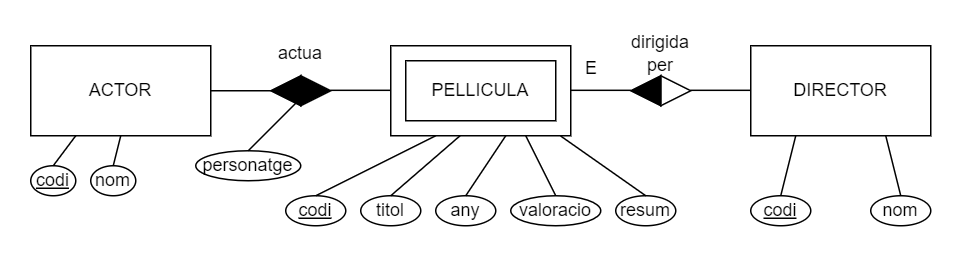 actua
dirigida
per
E
ACTOR
PELLICULA
DIRECTOR
personatge
codi
nom
codi
titol
any
valoracio
resum
codi
nom